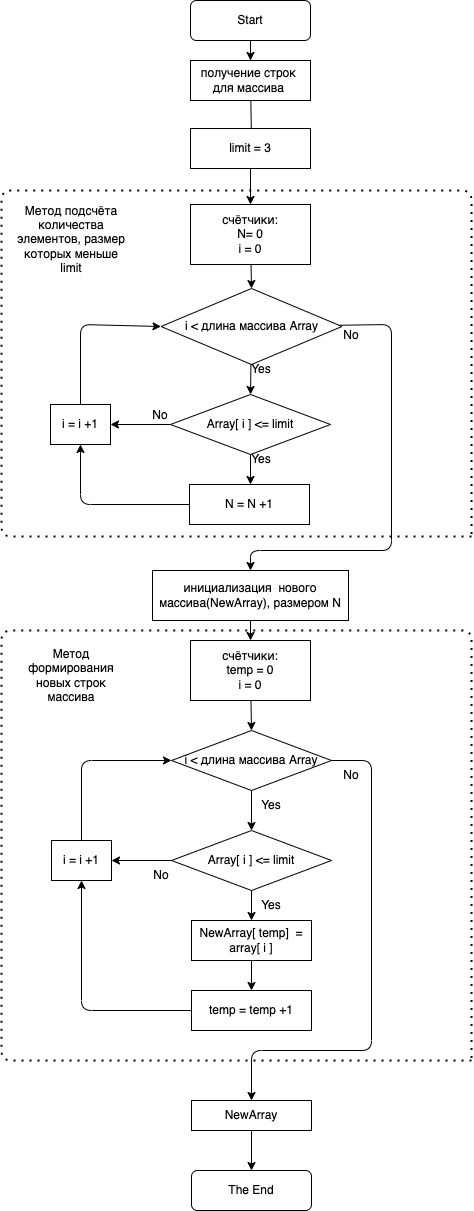 Start
получение строк
для массива
limit = 3
Метод подсчёта
количества
элементов, размер
которых меньше
limit
счётчики:
N= 0
i = 0
i < длина массива Array
No
Yes
i = i +1
No
Array[ i ] <= limit
Yes
N = N +1
инициализация нового
массива(NewArray), размером N
Метод
формирования
новых строк
массива
счётчики:
temp = 0
i = 0
i < длина массива Array
No
Yes
i = i +1
No
Array[ i ] <= limit
Yes
NewArray[ temp] =
array[ i ]
temp = temp +1
NewArray
The End